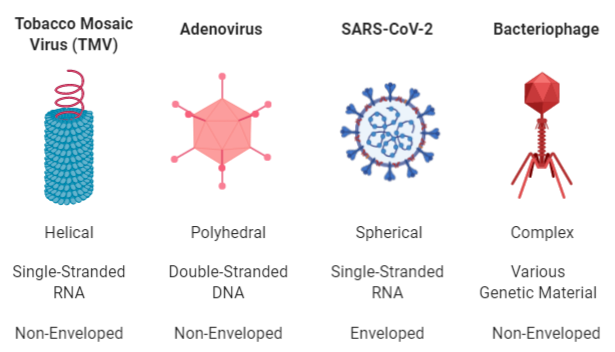 Tobacco Mosaic
Virus (TMV)
Adenovirus
SARS-CoV-2
Bacteriophage
Helical
Polyhedral
Spherical
Complex
Single-Stranded
RNA
Double-Stranded
DNA
Single-Stranded
RNA
Various
Genetic Material
Non-Enveloped
Non-Enveloped
Enveloped
Non-Enveloped